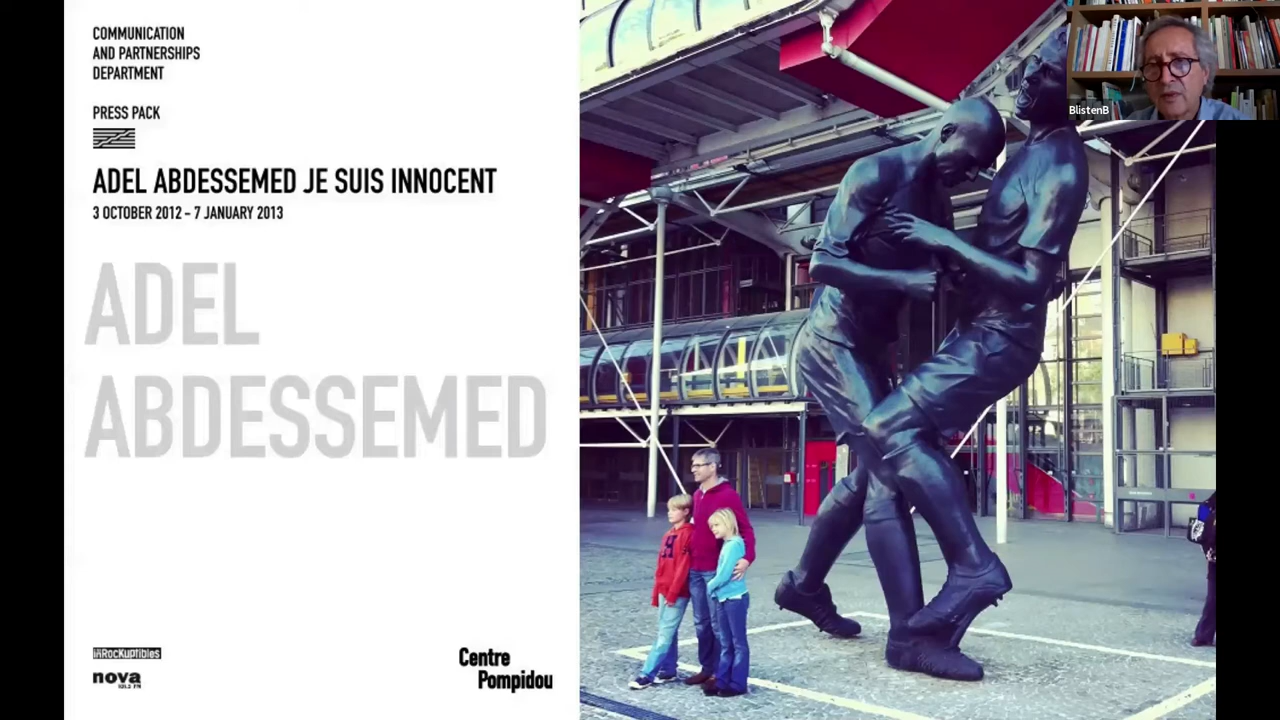 COMMUNICATION
AND PARTNERSHIPS
DEPARTMENT
PRESS PACK
ADEL ABDESSEMED JE SUIS INNOCENT
3 OCTOBER 2012 - 7 JANUARY 2013
ADEL
ABDESSEMED
inRocKuptibles
nova
Centre
Pompidou
BlistenB
H